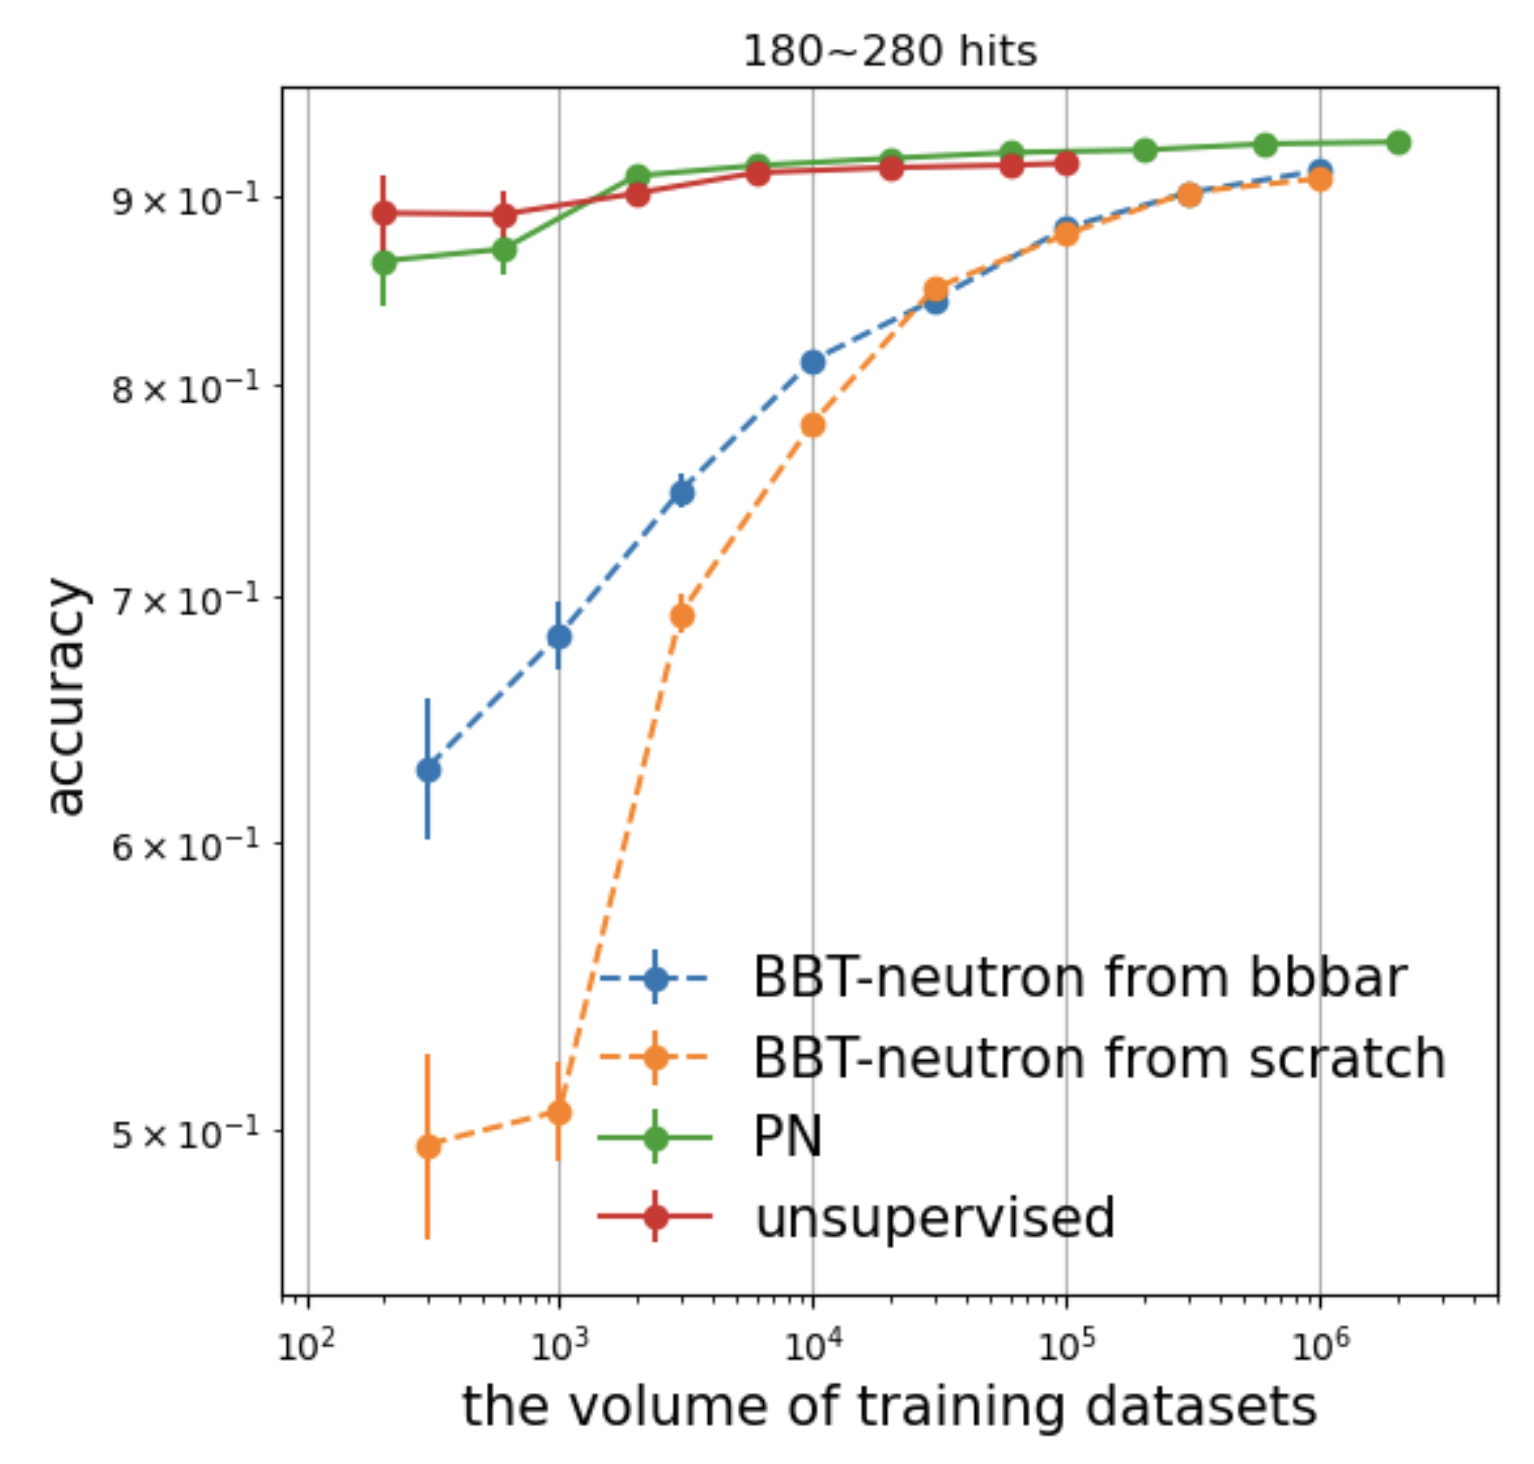 180~280 hits
9 × 10⁻¹
8 × 10⁻¹
7 × 10⁻¹
6 × 10⁻¹
5 × 10⁻¹
accuracy
BBT-neutron from bbbar
BBT-neutron from scratch
PN
unsupervised
10² 10³ 10⁴ 10⁵ 10⁶
the volume of training datasets